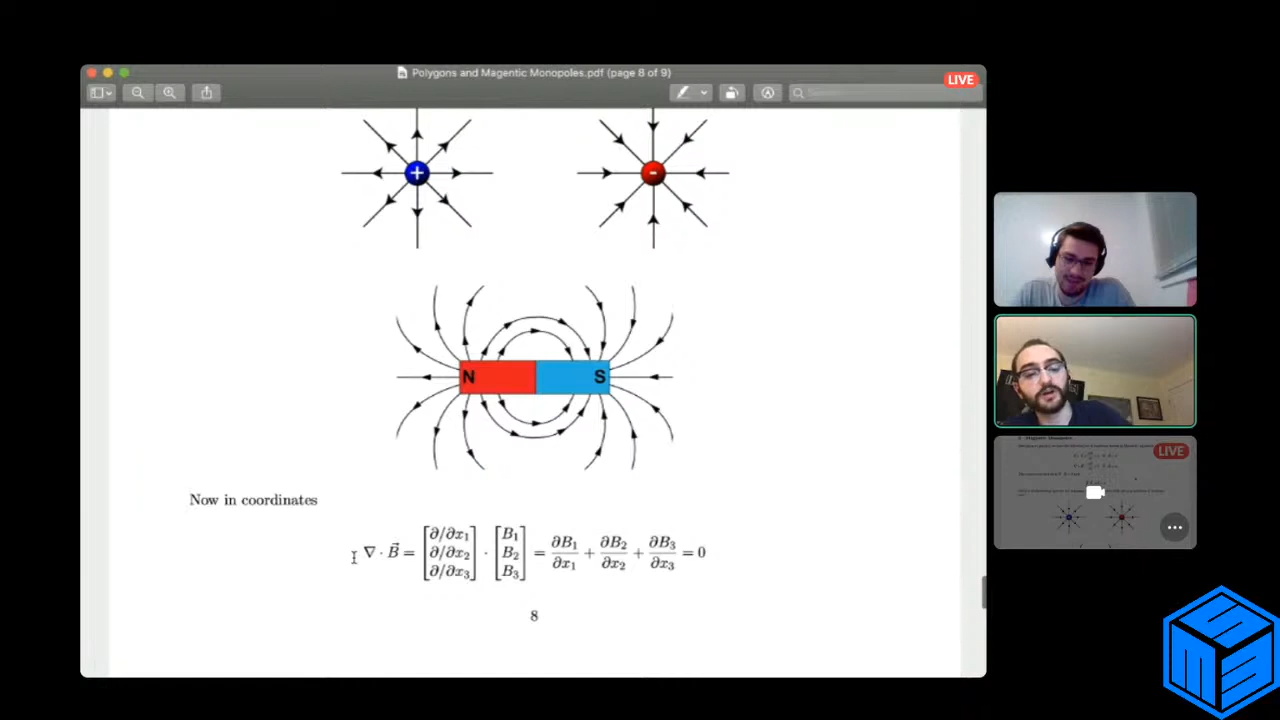 Polygons and Magentic Monopoles.pdf (page 8 of 9)
LIVE
+
-
N
S
Now in coordinates
∇ · B⃗ = [∂/∂x₁ ∂/∂x₂ ∂/∂x₃] · [B₁ B₂ B₃] = ∂B₁/∂x₁ + ∂B₂/∂x₂ + ∂B₃/∂x₃ = 0
8
LIVE
S
M
3